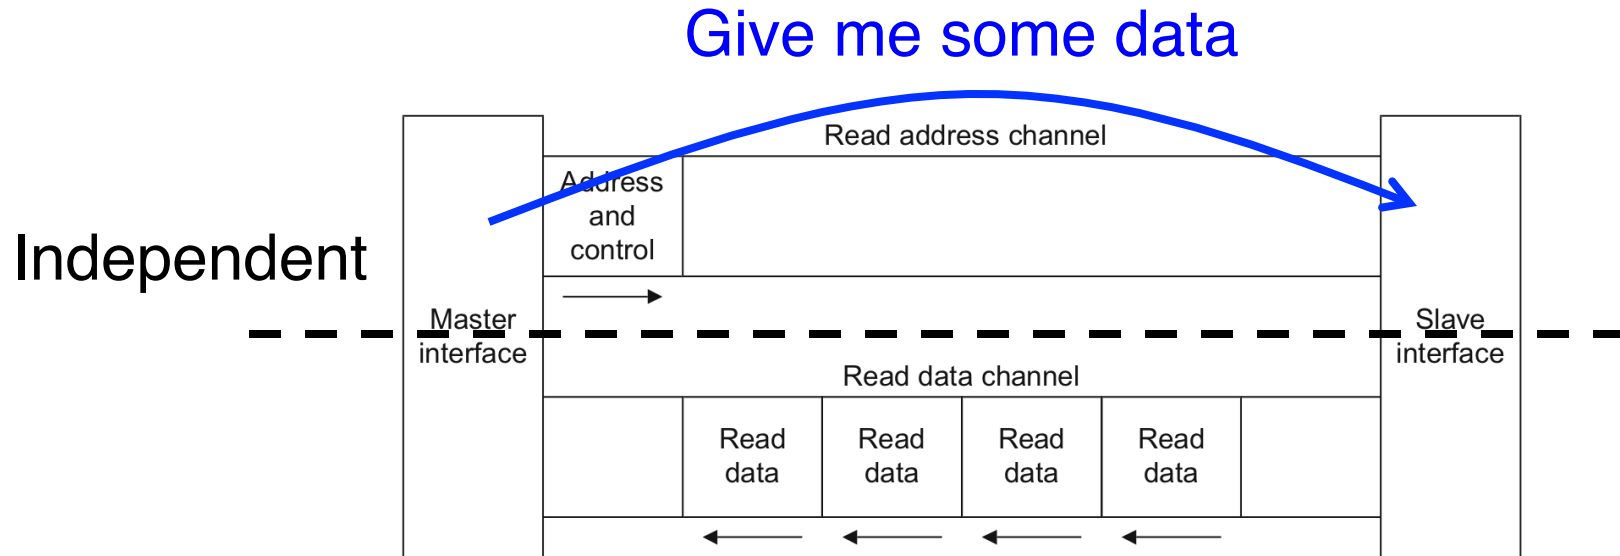 Give me some data
Read address channel
Address
and
control
Independent
Master
interface
Slave
interface
Read data channel
Read
data
Read
data
Read
data
Read
data